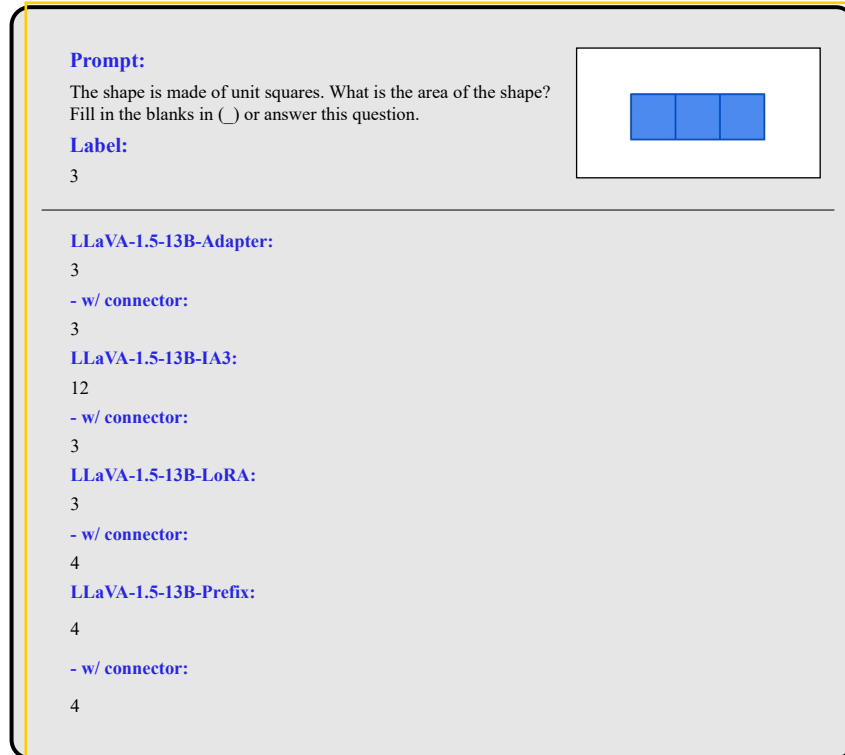 Prompt:
The shape is made of unit squares. What is the area of the shape?
Fill in the blanks in (_) or answer this question.
Label:
3
LLaVA-1.5-13B-Adapter:
3
- w/ connector:
3
LLaVA-1.5-13B-IA3:
12
- w/ connector:
3
LLaVA-1.5-13B-LoRA:
3
- w/ connector:
4
LLaVA-1.5-13B-Prefix:
4
- w/ connector:
4